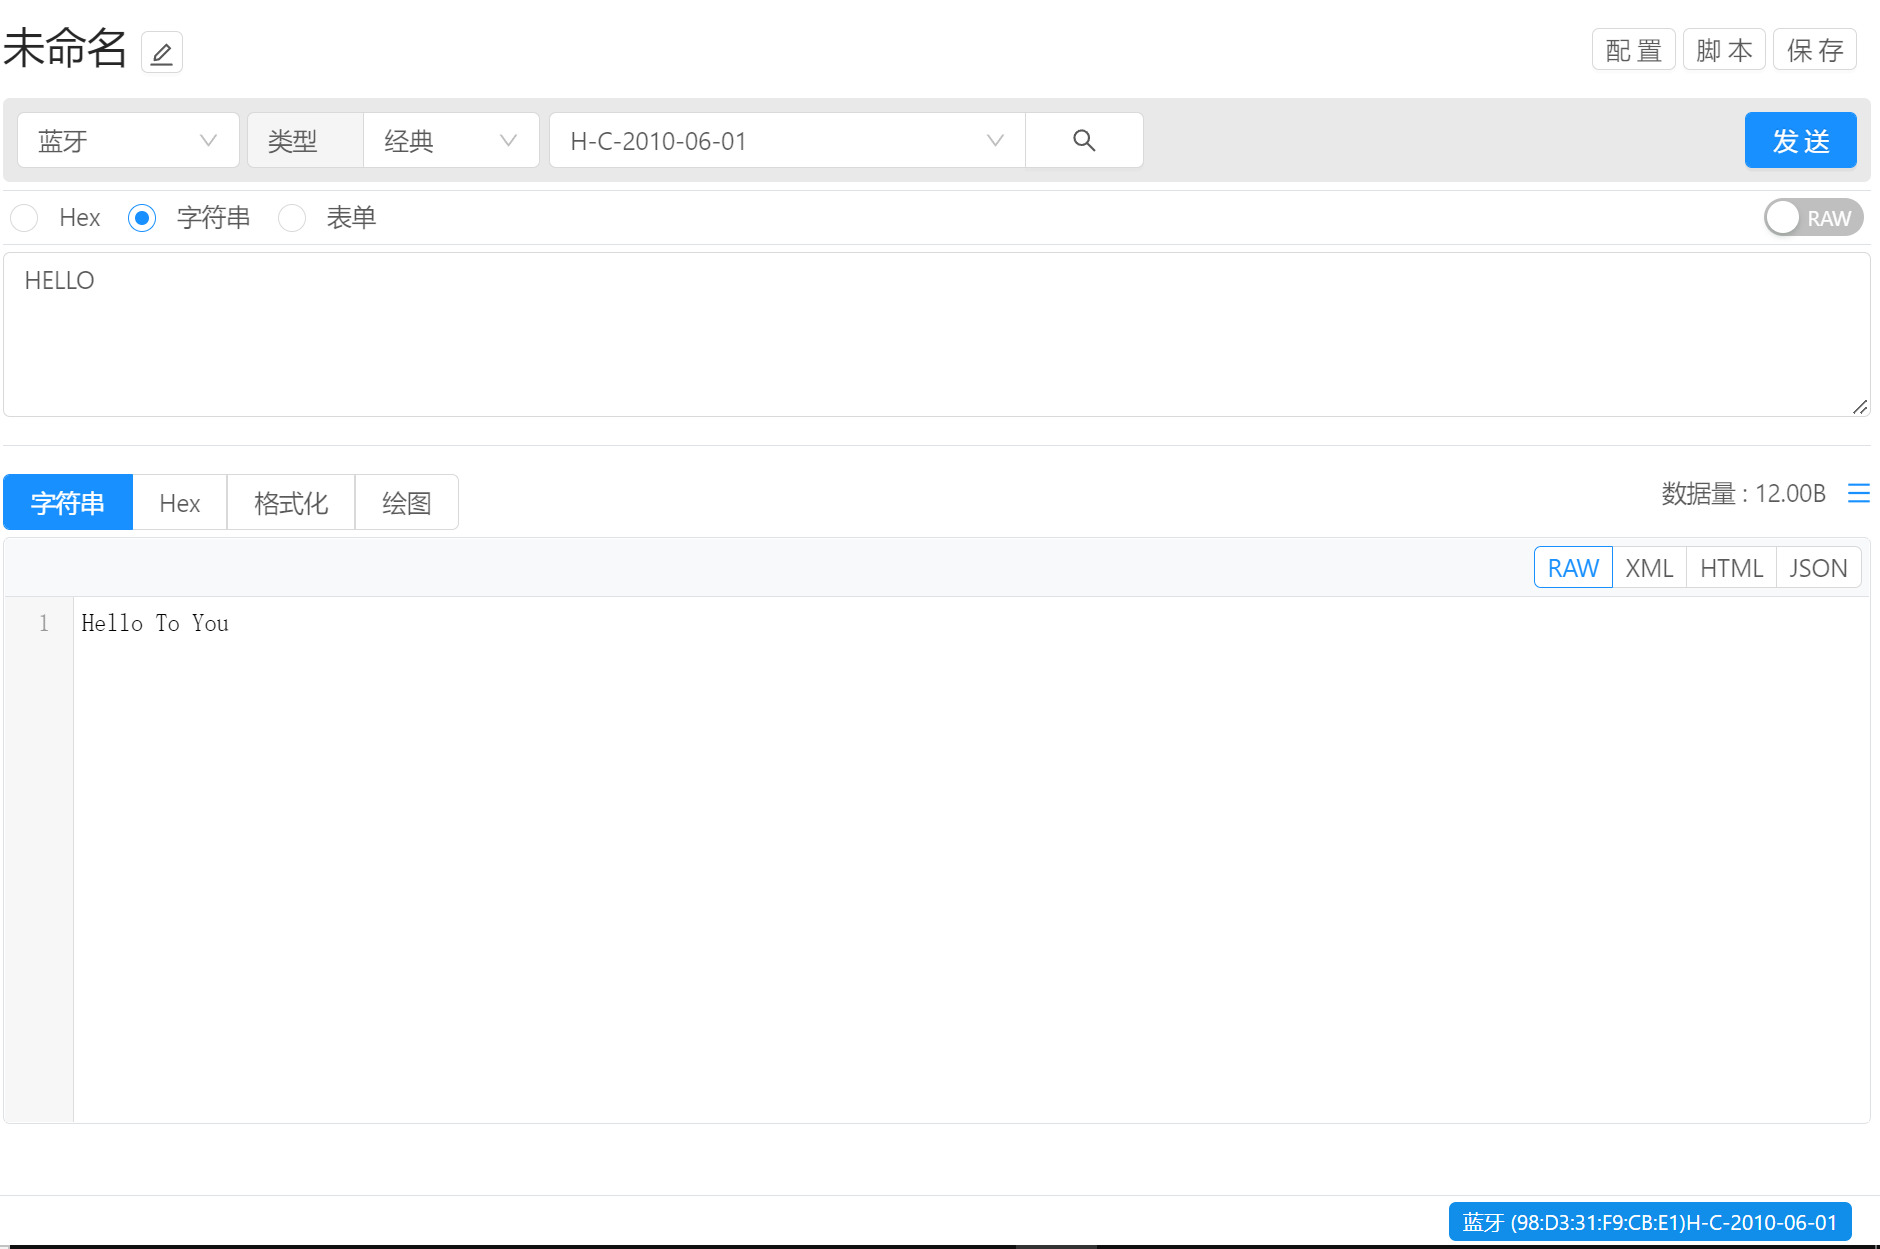 未命名
配置 脚本 保存
蓝牙 类型 经典 H-C-2010-06-01 发送
Hex 字符串 表单 RAW
HELLO
字符串 Hex 格式化 绘图 数据量 : 12.00B
RAW XML HTML JSON
1 Hello To You
蓝牙 (98:D3:31:F9:CB:E1)H-C-2010-06-01